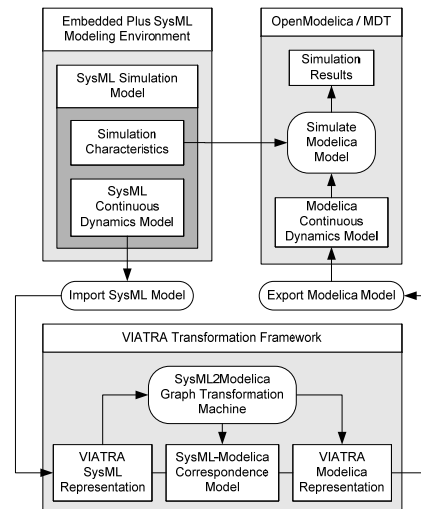 Embedded Plus SysML
Modeling Environment
SysML Simulation
Model
Simulation
Characteristics
SysML
Continuous
Dynamics Model
OpenModelica / MDT
Simulation
Results
Simulate
Modelica
Model
Modelica
Continuous
Dynamics Model
Import SysML Model
Export Modelica Model
VIATRA Transformation Framework
SysML2Modelica
Graph Transformation
Machine
VIATRA
SysML
Representation
SysML-Modelica
Correspondence
Model
VIATRA
Modelica
Representation